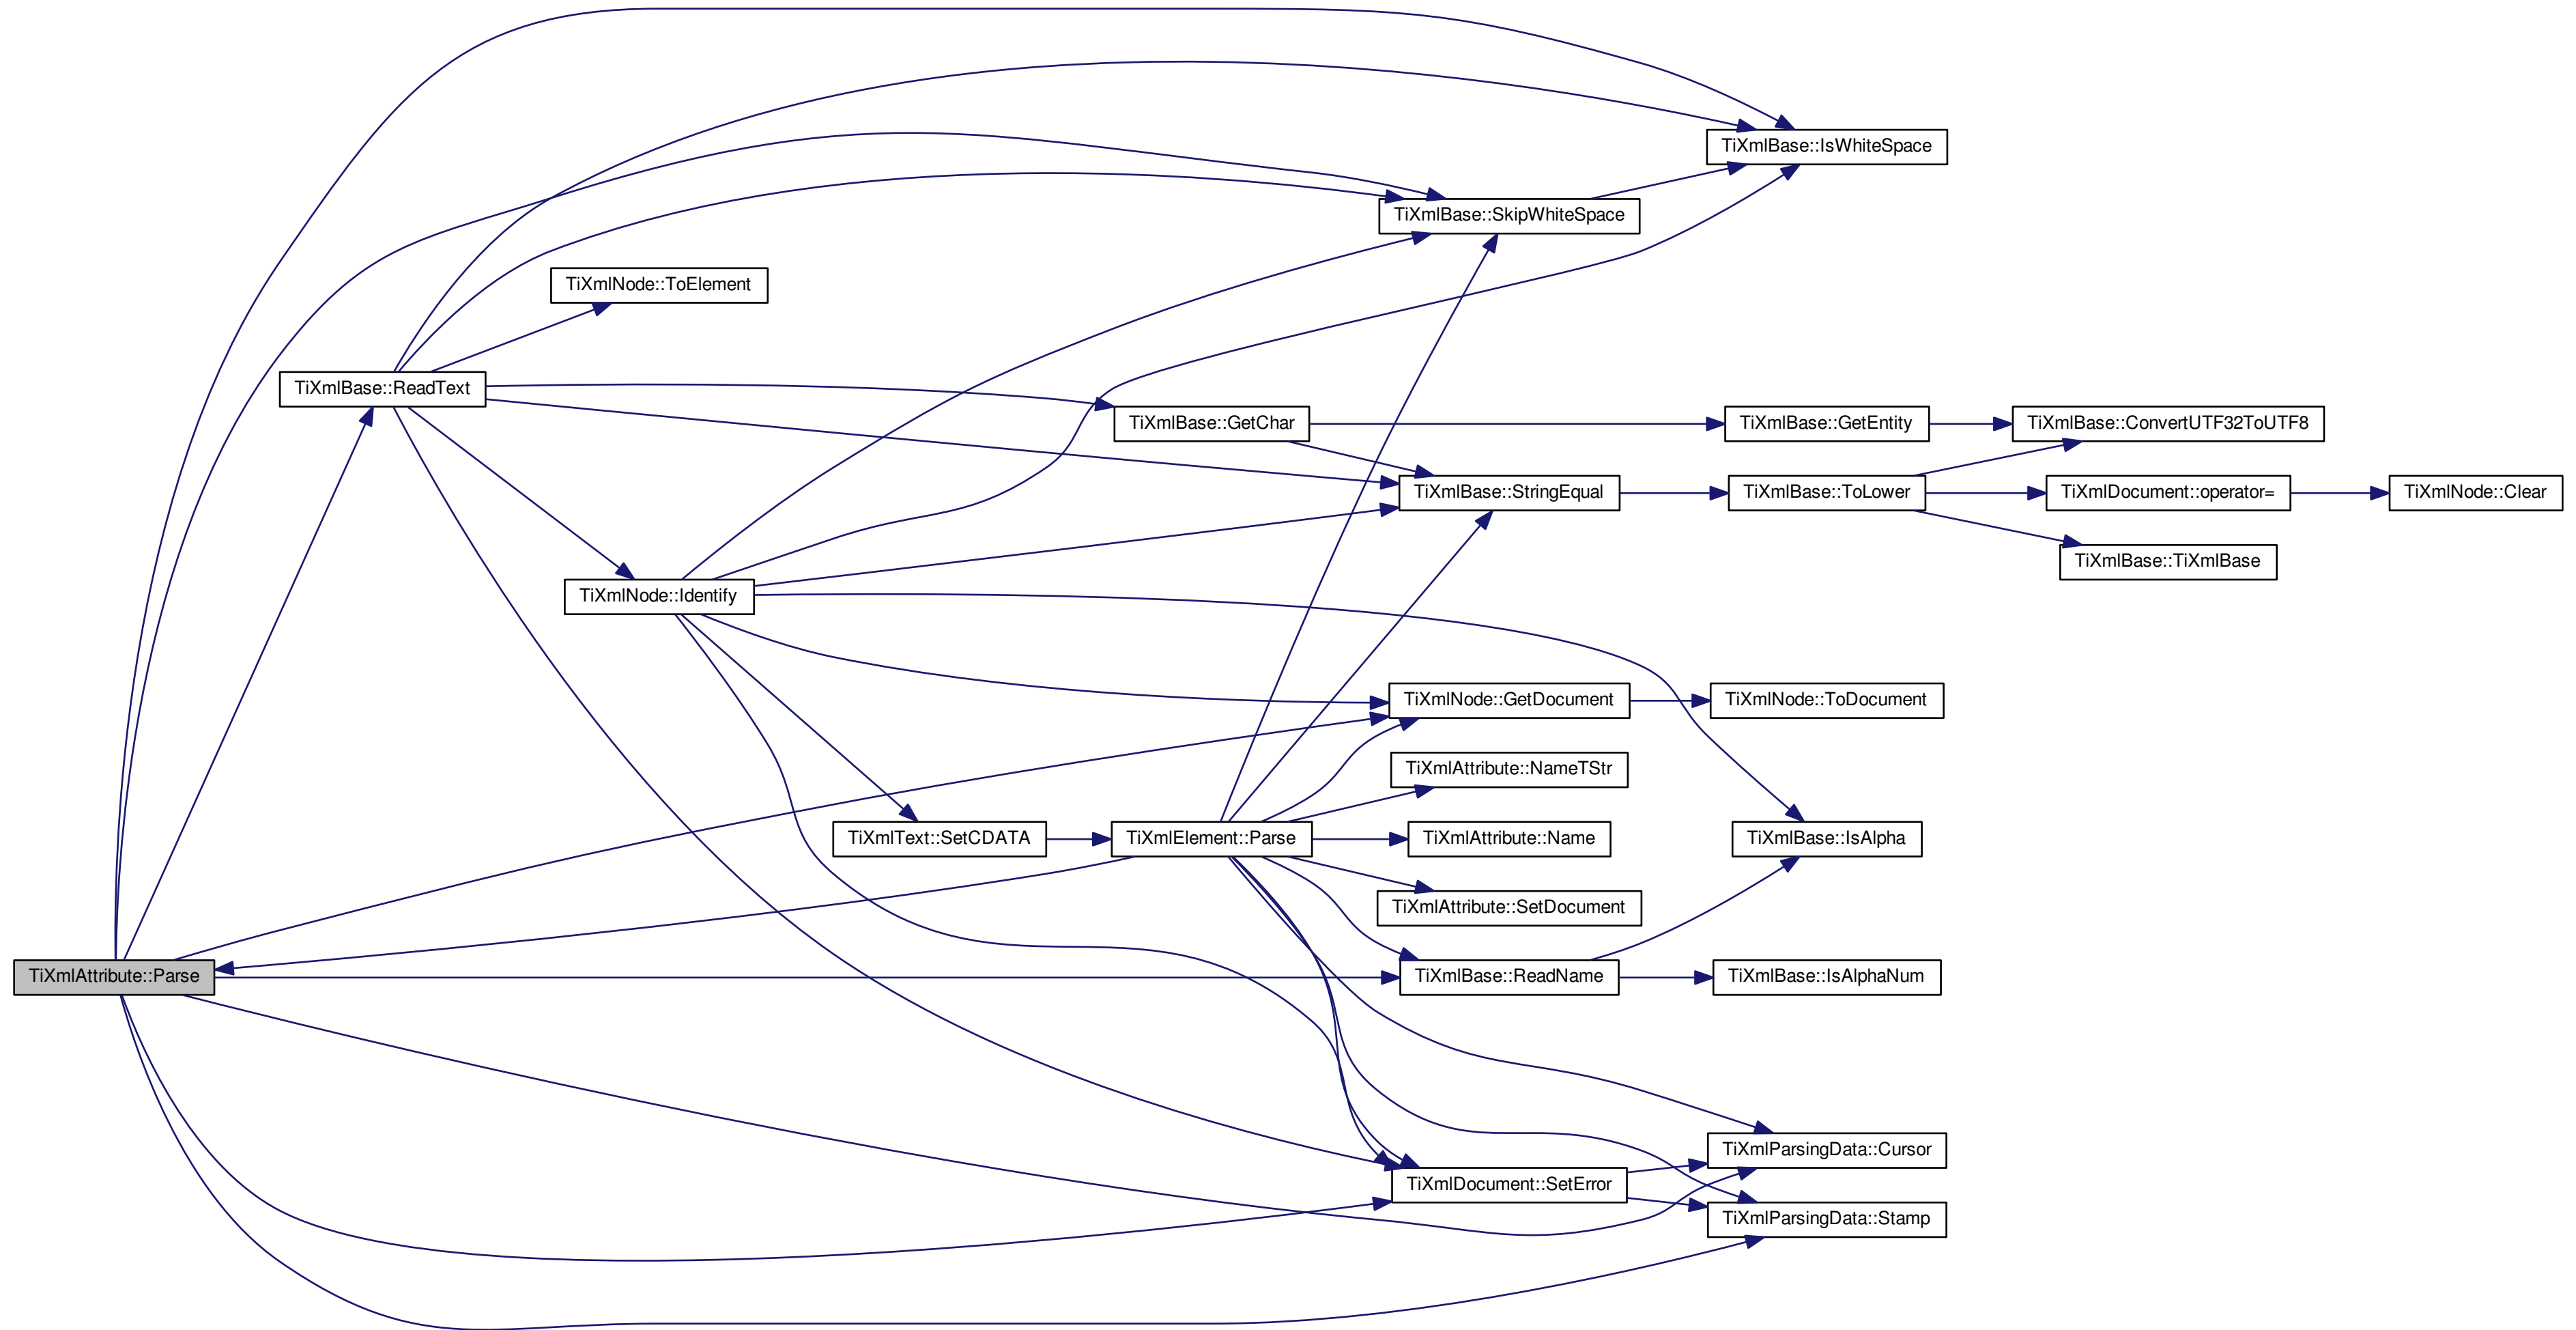 TiXmlBase::IsWhiteSpace
TiXmlBase::SkipWhiteSpace
TiXmlNode::ToElement
TiXmlBase::ReadText
TiXmlBase::GetChar
TiXmlBase::GetEntity
TiXmlBase::ConvertUTF32ToUTF8
TiXmlBase::StringEqual
TiXmlBase::ToLower
TiXmlDocument::operator=
TiXmlNode::Clear
TiXmlBase::TiXmlBase
TiXmlNode::Identify
TiXmlNode::GetDocument
TiXmlNode::ToDocument
TiXmlAttribute::NameTStr
TiXmlText::SetCDATA
TiXmlElement::Parse
TiXmlAttribute::Name
TiXmlBase::IsAlpha
TiXmlAttribute::SetDocument
TiXmlAttribute::Parse
TiXmlBase::ReadName
TiXmlBase::IsAlphaNum
TiXmlParsingData::Cursor
TiXmlDocument::SetError
TiXmlParsingData::Stamp